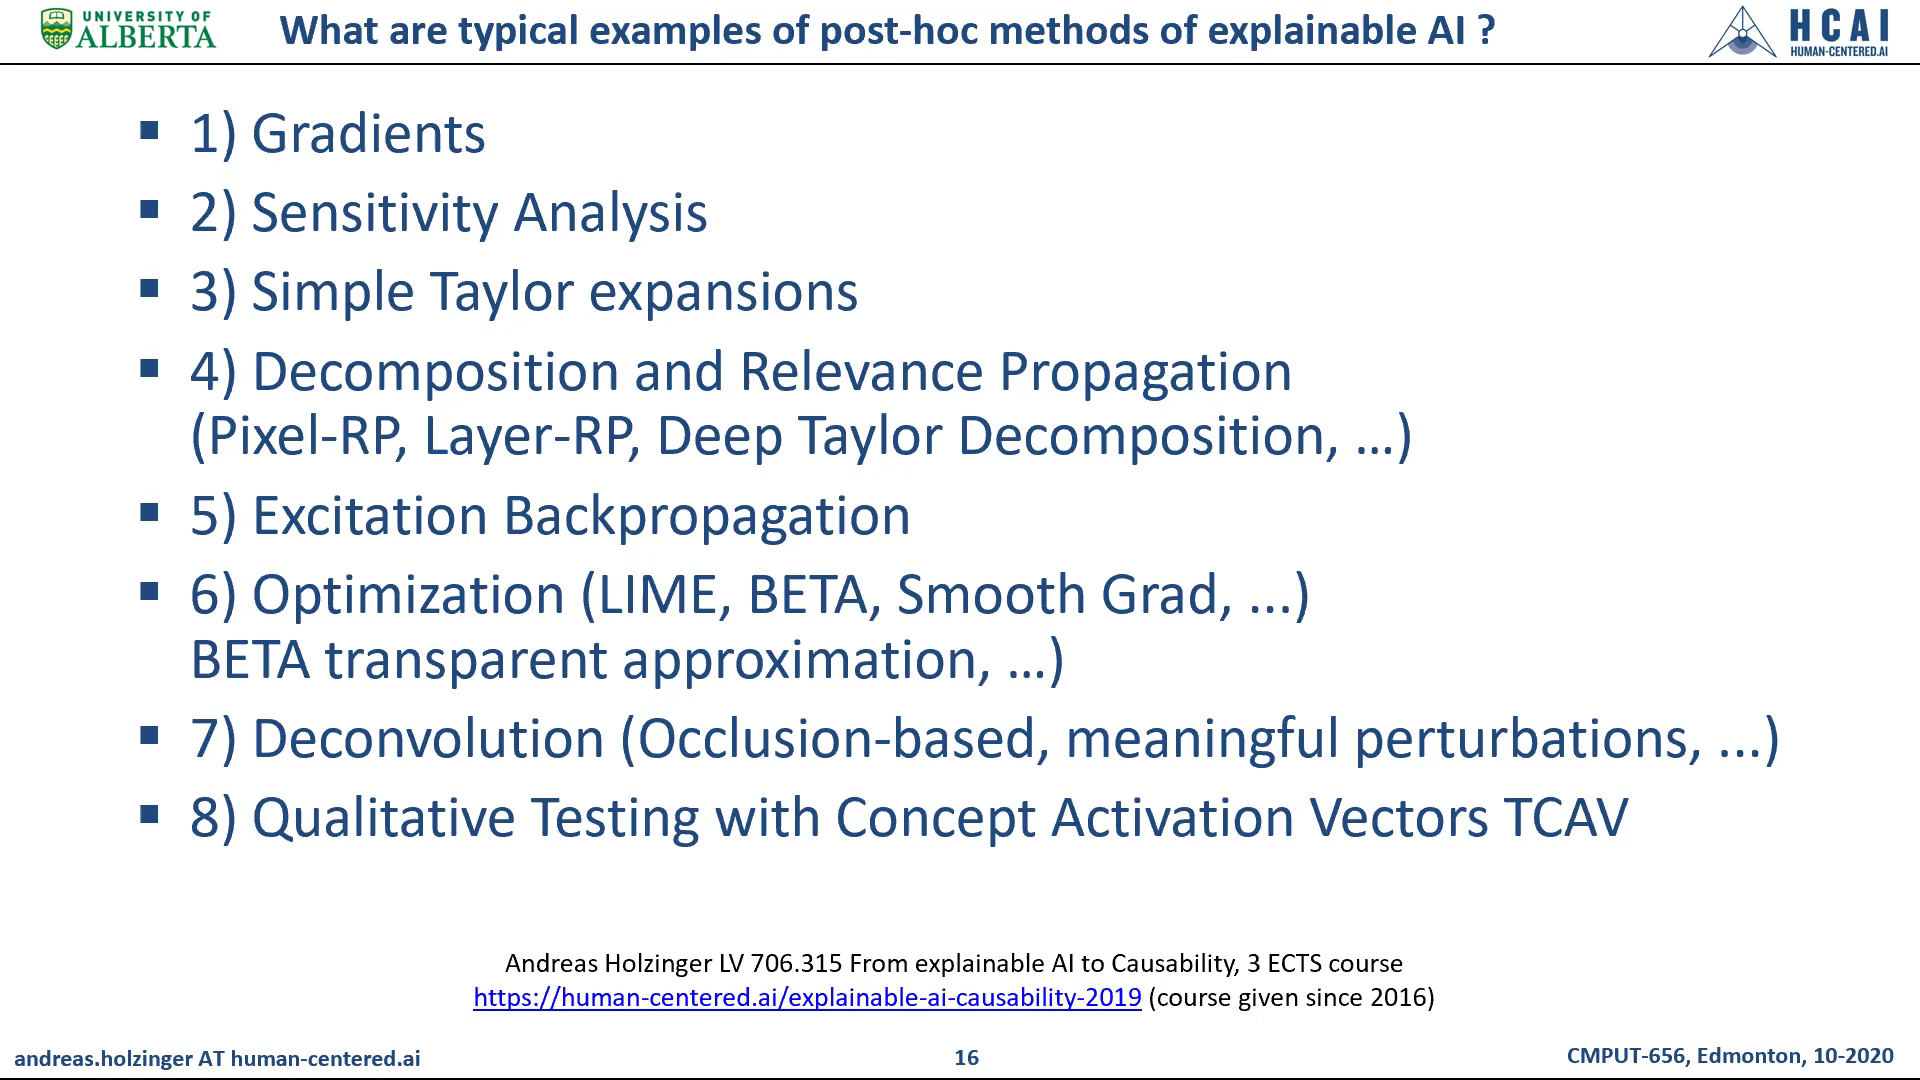 UNIVERSITY OF
ALBERTA
What are typical examples of post-hoc methods of explainable AI ?
HCAI
HUMAN-CENTERED.AI
▪ 1) Gradients
▪ 2) Sensitivity Analysis
▪ 3) Simple Taylor expansions
▪ 4) Decomposition and Relevance Propagation
(Pixel-RP, Layer-RP, Deep Taylor Decomposition, ...)
▪ 5) Excitation Backpropagation
▪ 6) Optimization (LIME, BETA, Smooth Grad, ...)
BETA transparent approximation, ...)
▪ 7) Deconvolution (Occlusion-based, meaningful perturbations, ...)
▪ 8) Qualitative Testing with Concept Activation Vectors TCAV
Andreas Holzinger LV 706.315 From explainable AI to Causability, 3 ECTS course
https://human-centered.ai/explainable-ai-causability-2019 (course given since 2016)
andreas.holzinger AT human-centered.ai
16
CMPUT-656, Edmonton, 10-2020